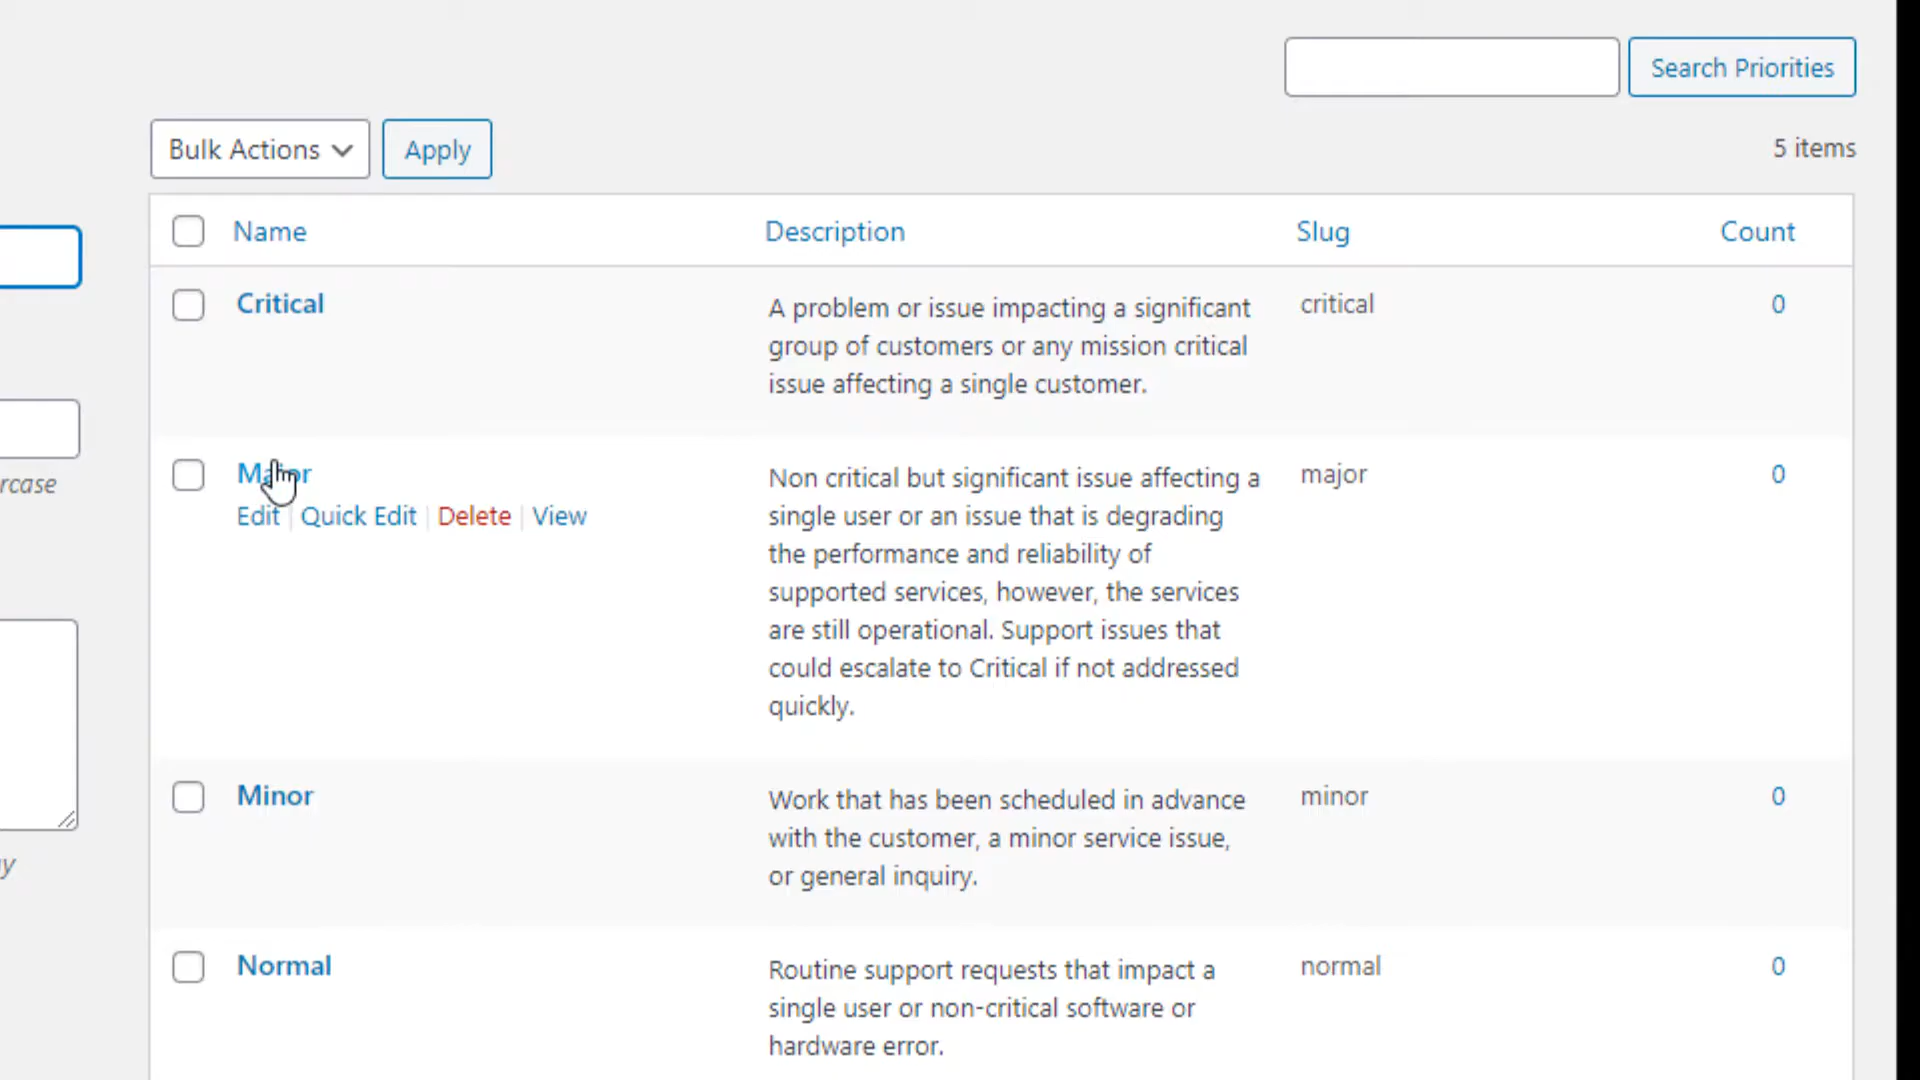 Search Priorities
Bulk Actions Apply
5 items
Name Description Slug Count
Critical
A problem or issue impacting a significant
group of customers or any mission critical
issue affecting a single customer.
critical
0
Major
Edit | Quick Edit | Delete | View
Non critical but significant issue affecting a
single user or an issue that is degrading
the performance and reliability of
supported services, however, the services
are still operational. Support issues that
could escalate to Critical if not addressed
quickly.
major
0
rcase
Minor
Work that has been scheduled in advance
with the customer, a minor service issue,
or general inquiry.
minor
0
Normal
Routine support requests that impact a
single user or non-critical software or
hardware error.
normal
0